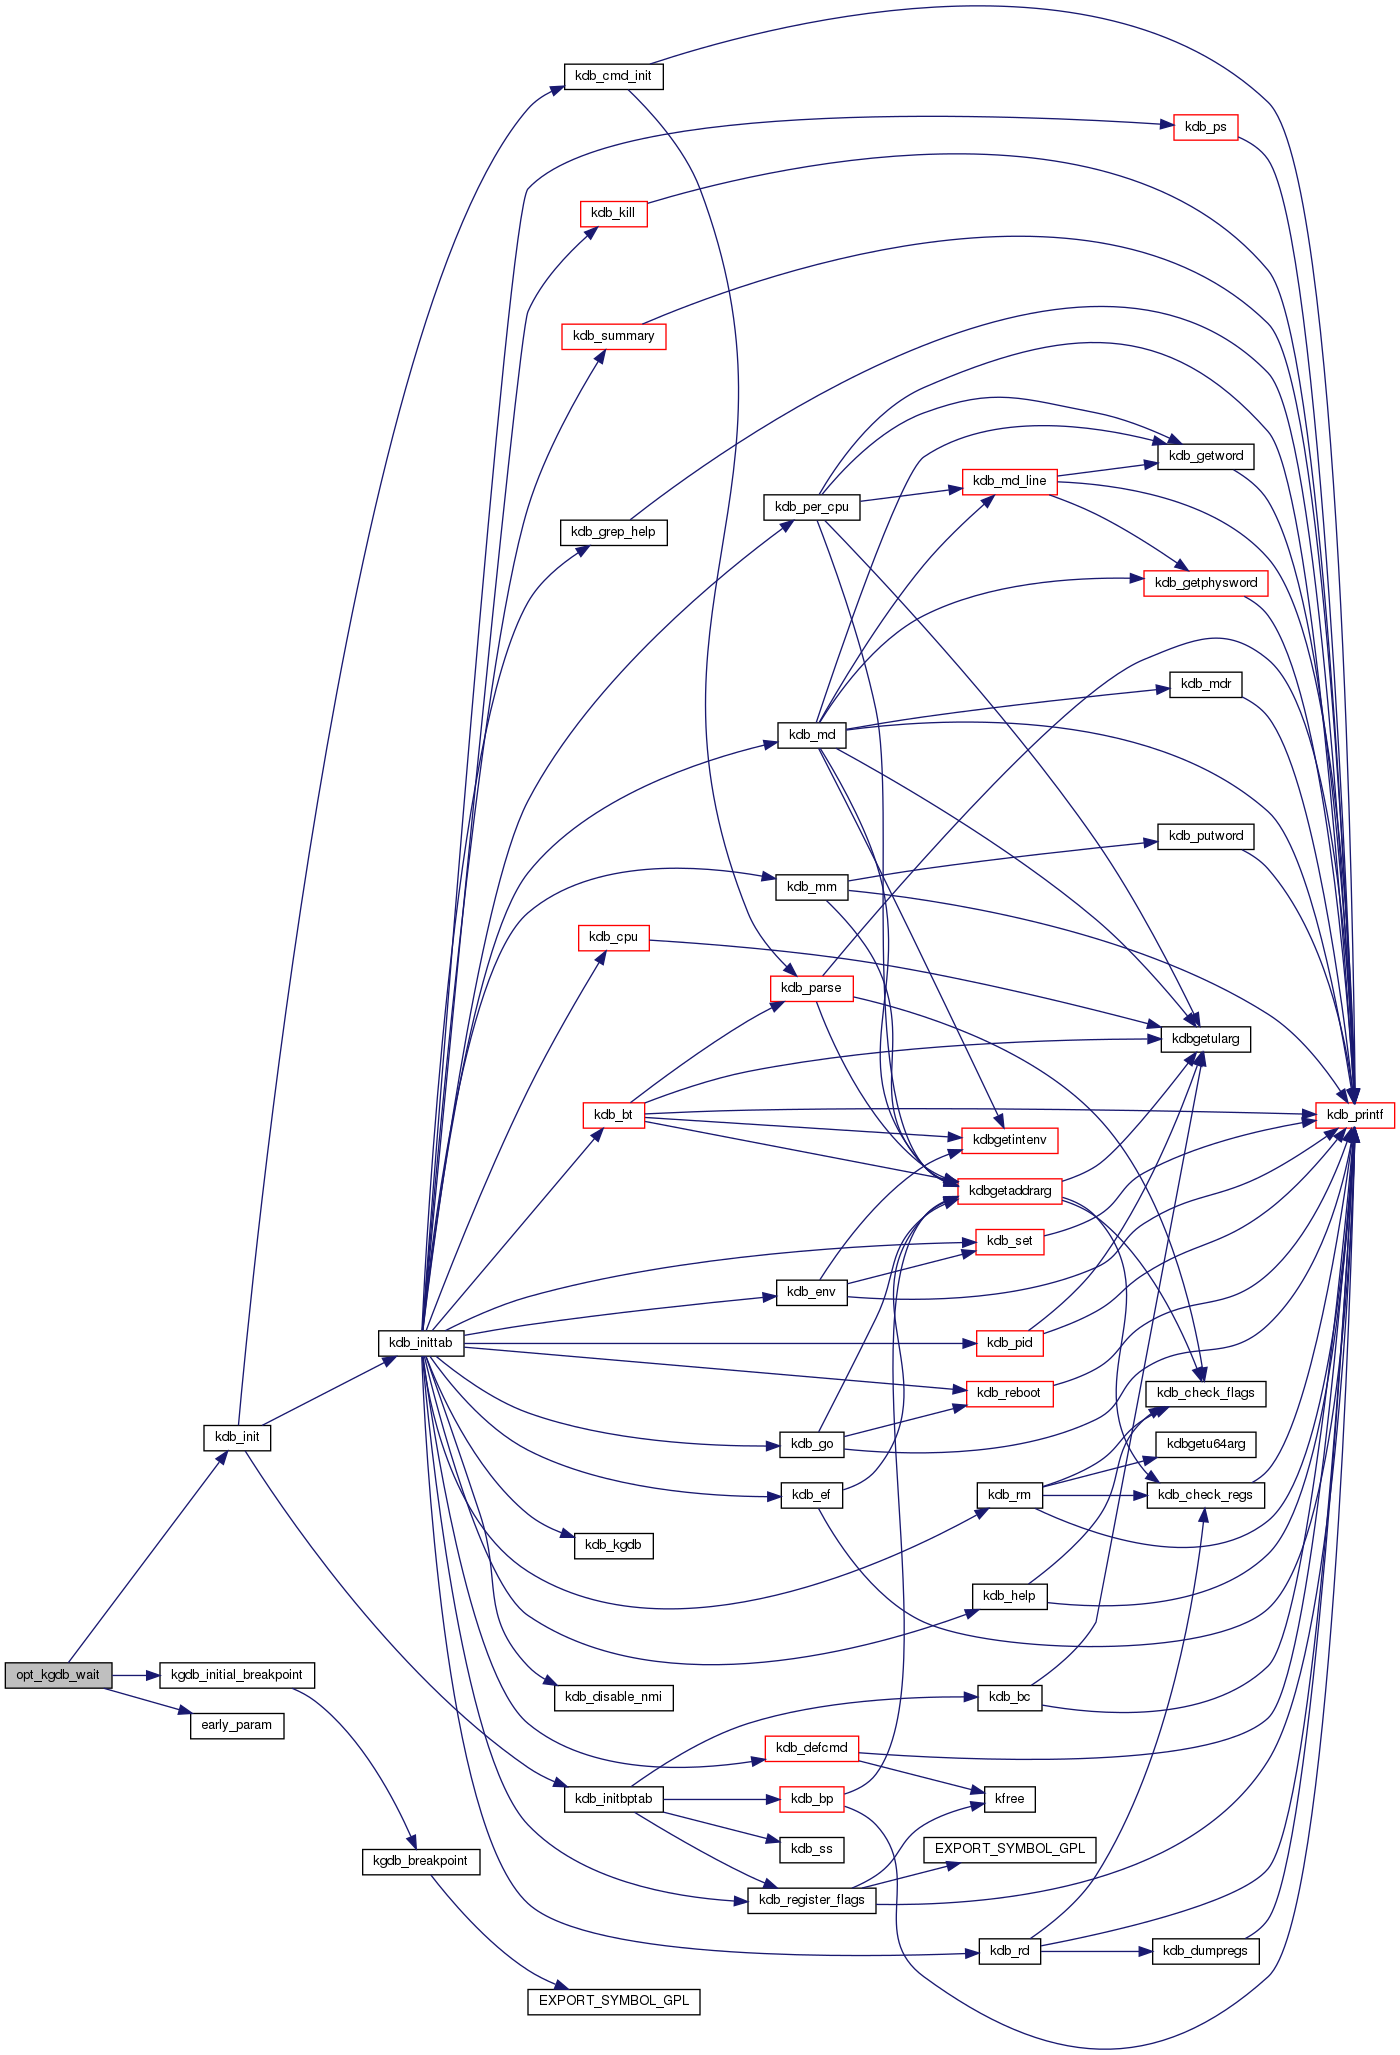 kdb_cmd_init
kdb_ps
kdb_kill
kdb_summary
kdb_getword
kdb_md_line
kdb_per_cpu
kdb_grep_help
kdb_getphysword
kdb_mdr
kdb_md
kdb_putword
kdb_mm
kdb_cpu
kdb_parse
kdbgetularg
kdb_bt
kdb_printf
kdbgetintenv
kdbgetaddrarg
kdb_set
kdb_env
kdb_inittab
kdb_pid
kdb_reboot
kdb_check_flags
kdb_init
kdb_go
kdbgetu64arg
kdb_ef
kdb_rm
kdb_check_regs
kdb_kgdb
kdb_help
opt_kgdb_wait
kgdb_initial_breakpoint
kdb_disable_nmi
kdb_bc
early_param
kdb_defcmd
kdb_initbptab
kdb_bp
kfree
kdb_ss
EXPORT_SYMBOL_GPL
kgdb_breakpoint
kdb_register_flags
kdb_rd
kdb_dumpregs
EXPORT_SYMBOL_GPL